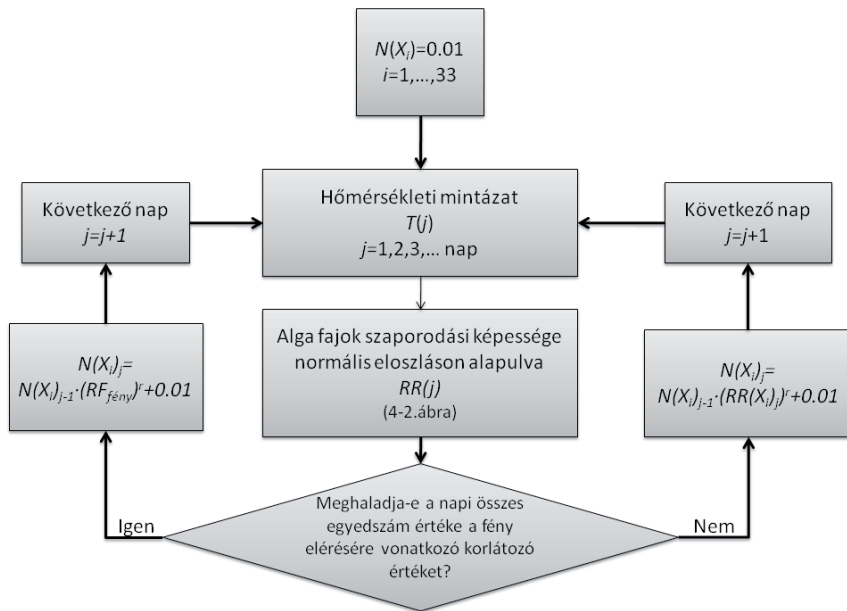 N(Xᵢ)=0.01
i=1,...,33
Hőmérsékleti mintázat
T(j)
j=1,2,3,... nap
Következő nap
j=j+1
Következő nap
j=j+1
Alga fajok szaporodási képessége
normális eloszláson alapulva
RR(j)
(4-2.ábra)
N(Xᵢ)ⱼ=
N(Xᵢ)ⱼ₋₁·(RF_fény)ʳ+0.01
N(Xᵢ)ⱼ=
N(Xᵢ)ⱼ₋₁·(RR(Xᵢ)ⱼ)ʳ+0.01
Meghaladja-e a napi összes
egyedszám értéke a fény
elérésére vonatkozó korlátozó
értéket?
Igen
Nem